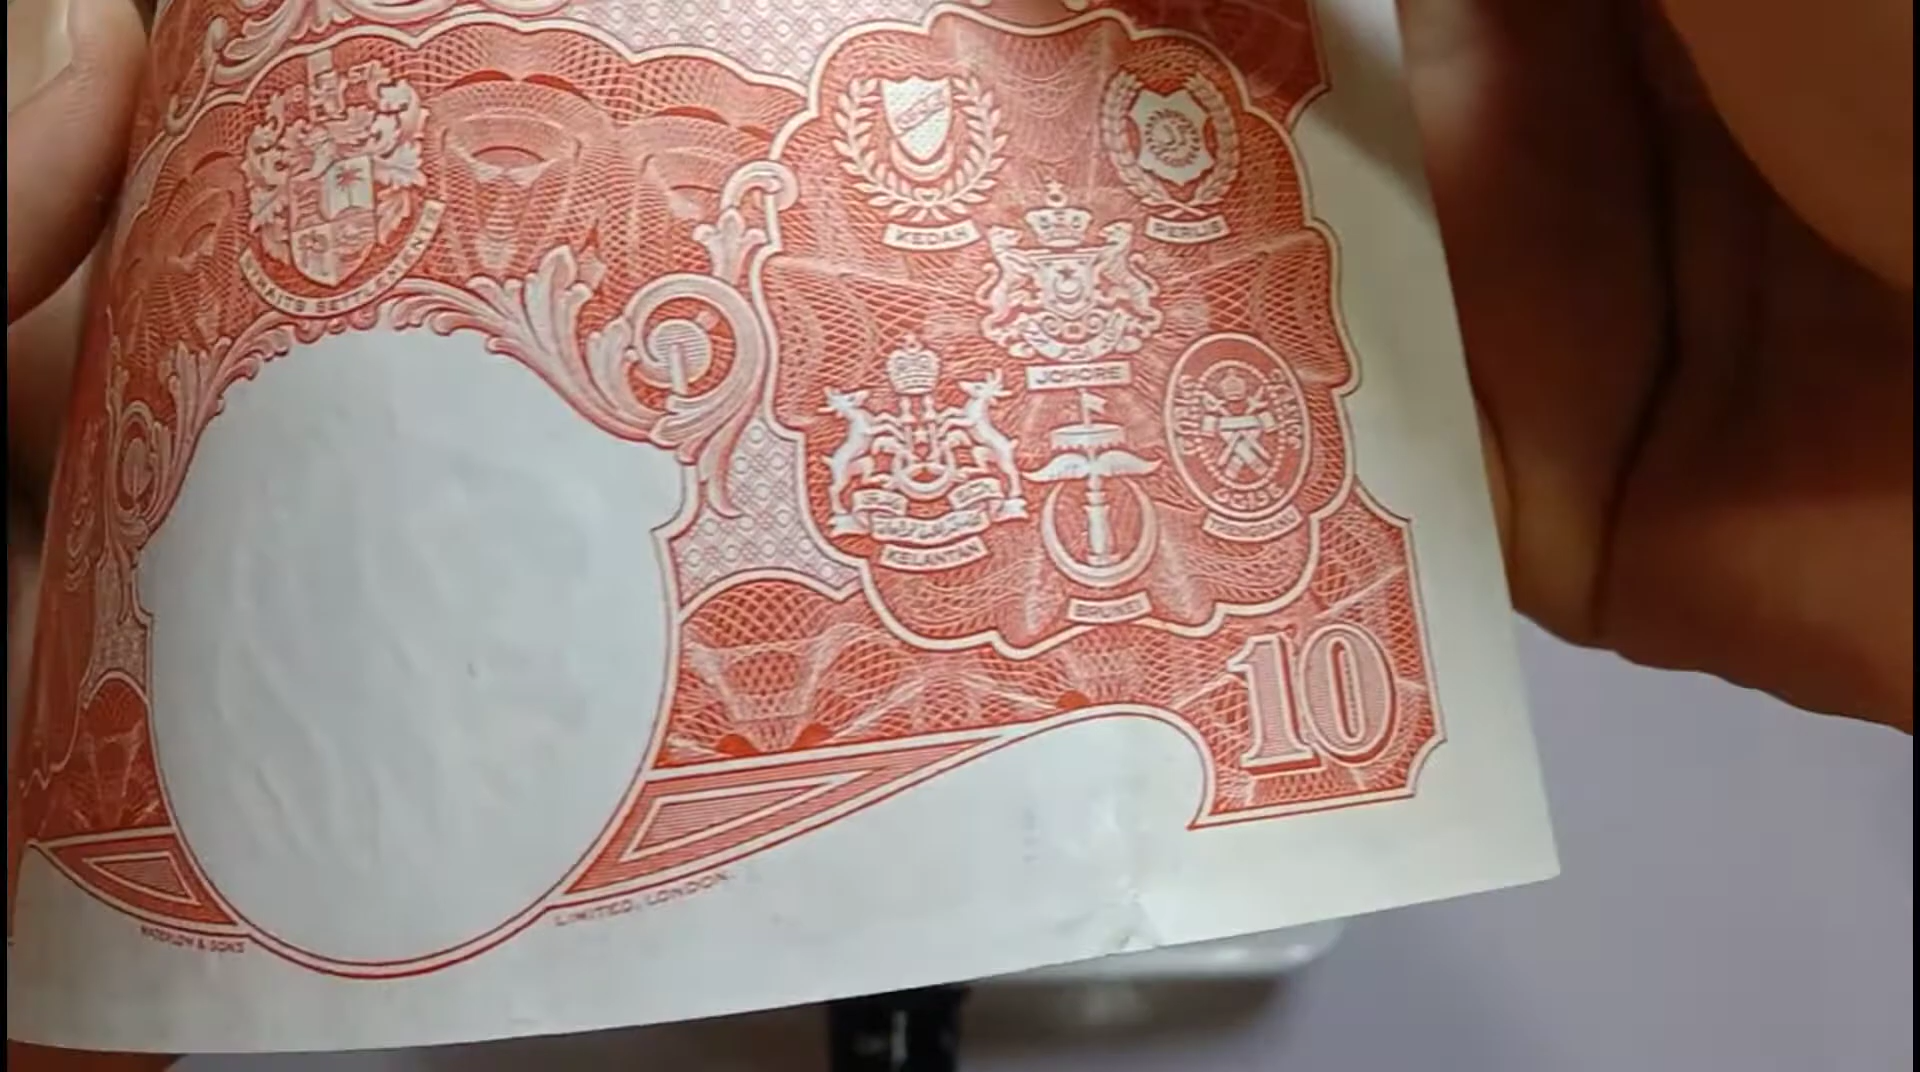 STRAITS SETTLEMENTS
KEDAH
PERLIS
JOHORE
KELANTAN
BRUNEI
TRENGGANU
10
WATERLOW & SONS
LIMITED, LONDON.